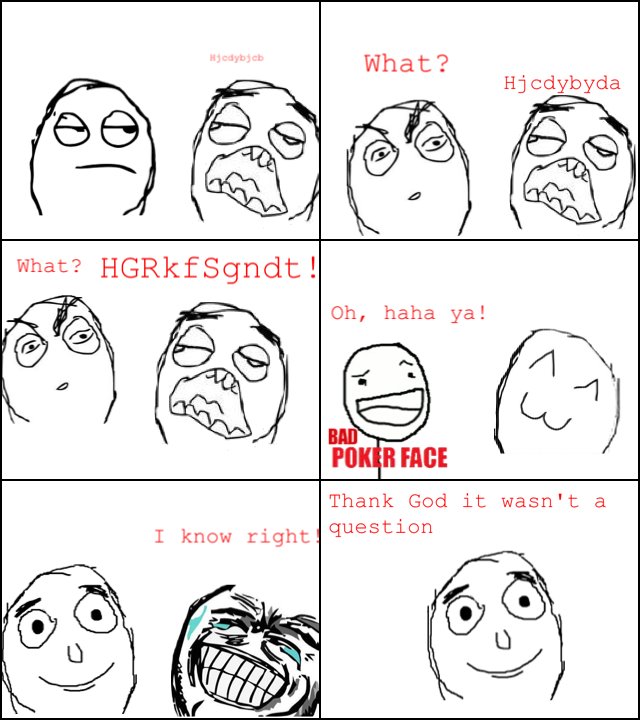 Hjcdybjcb
What?
Hjcdybyda
What? HGRkfSgndt!
Oh, haha ya!
BAD
POKER FACE
I know right!
Thank God it wasn't a
question